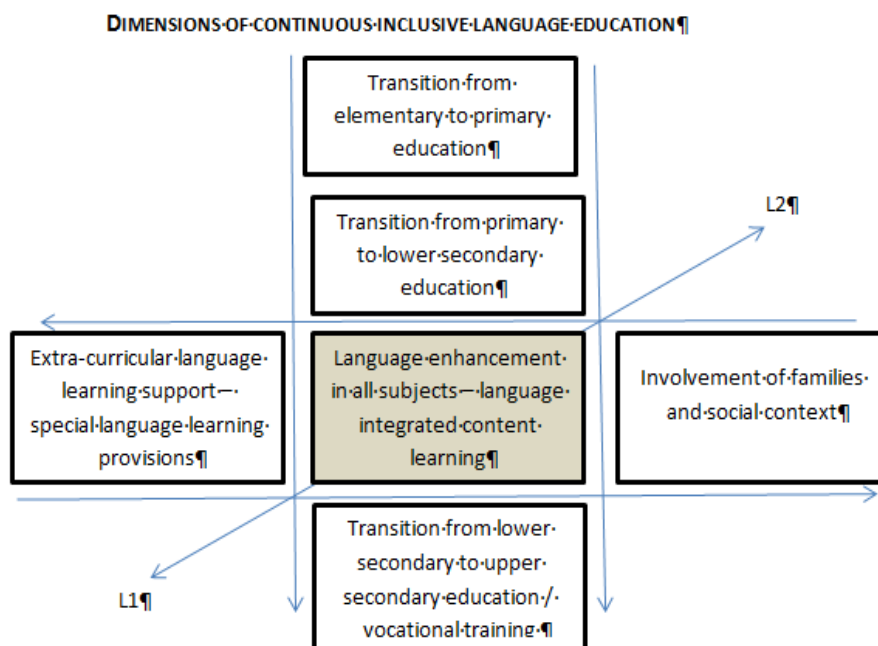 DIMENSIONS·OF·CONTINUOUS·INCLUSIVE·LANGUAGE·EDUCATION¶
Transition·from·
elementary·to·primary·
education¶
Transition·from·primary·
to·lower·secondary·
education¶
L2¶
Extra-curricular·language·
learning·support·–·
special·language·learning·
provisions¶
Language·enhancement·
in·all·subjects·–·language·
integrated·content·
learning¶
Involvement·of·families·
and·social·context¶
L1¶
Transition·from·lower·
secondary·to·upper·
secondary·education·/·
vocational·training·¶